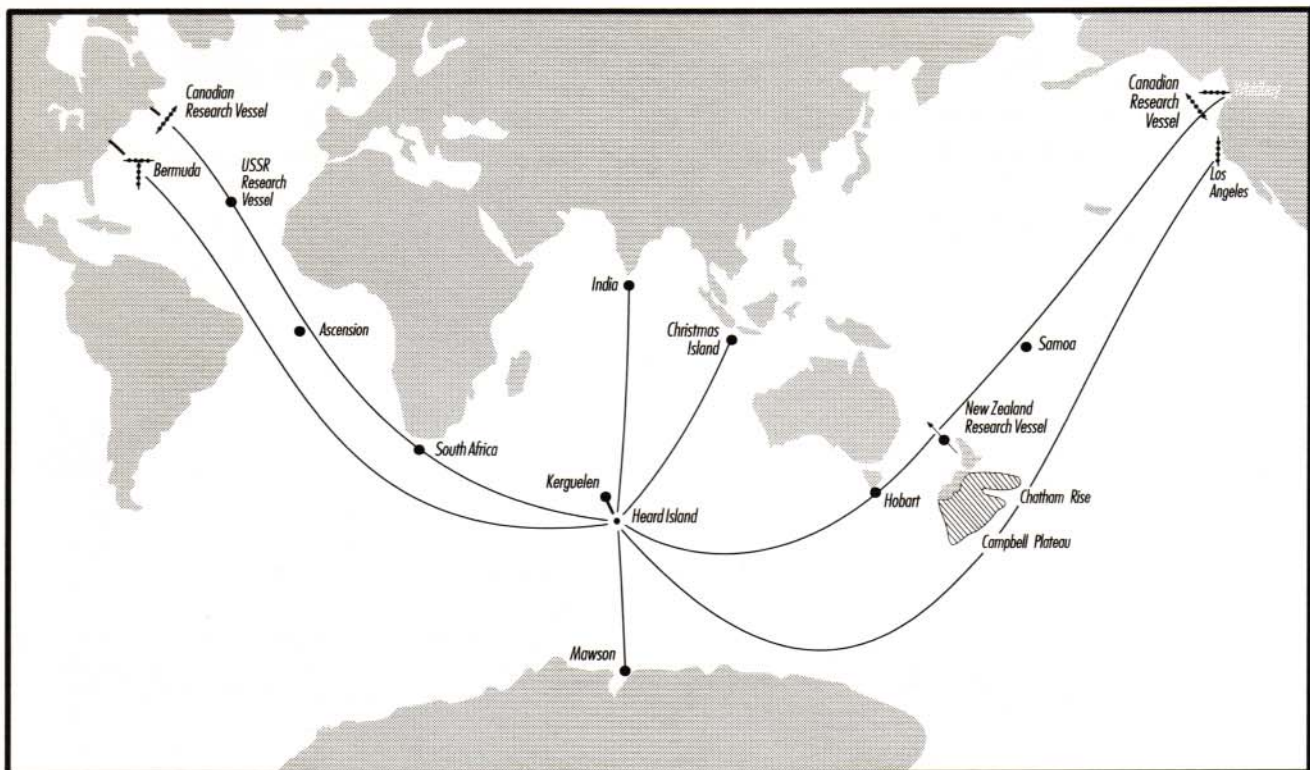 Canadian
Research Vessel
Bermuda
USSR
Research
Vessel
Ascension
South Africa
India
Christmas
Island
Kerguelen
Heard Island
Mawson
Hobart
Samoa
New Zealand
Research Vessel
Chatham Rise
Campbell Plateau
Canadian
Research
Vessel
Los
Angeles